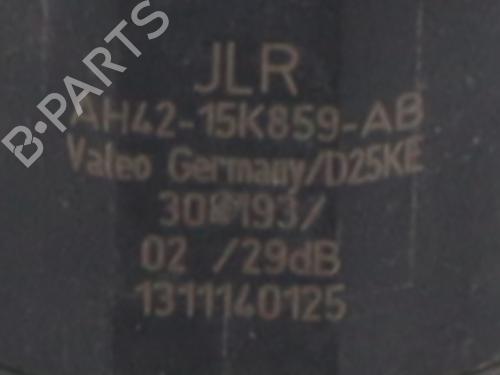 B-PARTS
JLR
AH42-15K859-AB
Valeo Germany/D25KE
02 /29dB
1311140125